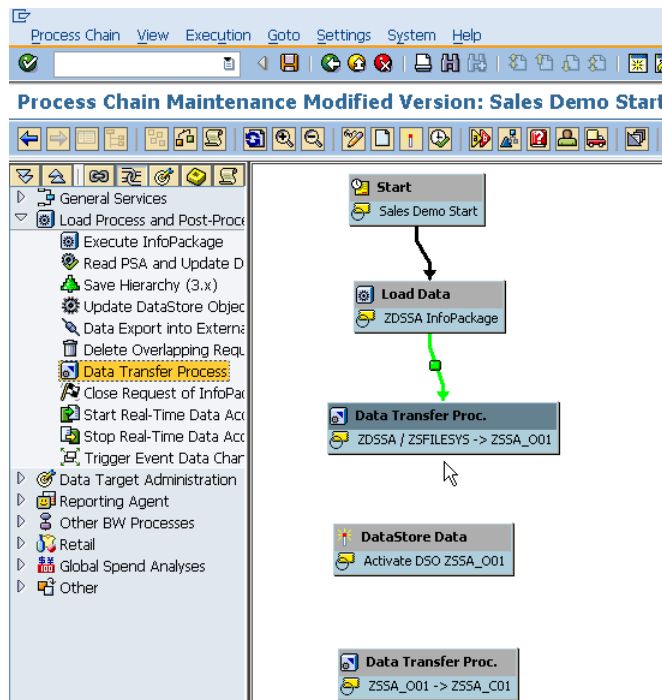 Process Chain View Execution Goto Settings System Help
Process Chain Maintenance Modified Version: Sales Demo Start
General Services
Load Process and Post-Proce
Execute InfoPackage
Read PSA and Update D
Save Hierarchy (3.x)
Update DataStore Objec
Data Export into Externa
Delete Overlapping Requ
Data Transfer Process
Close Request of InfoPac
Start Real-Time Data Acc
Stop Real-Time Data Acc
Trigger Event Data Chan
Data Target Administration
Reporting Agent
Other BW Processes
Retail
Global Spend Analyses
Other
Start
Sales Demo Start
Load Data
ZDSSA InfoPackage
Data Transfer Proc.
ZDSSA / ZSFILESYS -> ZSSA_O01
DataStore Data
Activate DSO ZSSA_O01
Data Transfer Proc.
ZSSA_O01 -> ZSSA_C01